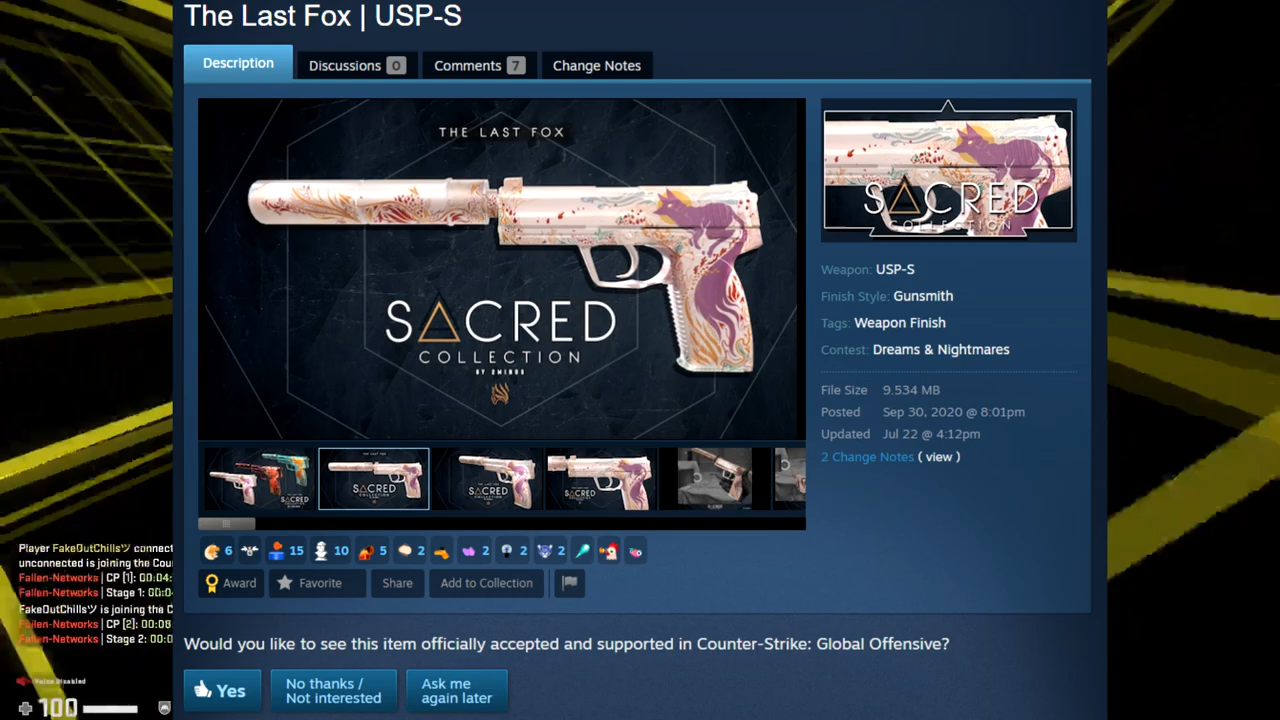 The Last Fox | USP-S
Description
Discussions 0
Comments 7
Change Notes
THE LAST FOX
SACRED
COLLECTION
SACRED
COLLECTION
Weapon: USP-S
Finish Style: Gunsmith
Tags: Weapon Finish
Contest: Dreams & Nightmares
File Size 9.534 MB
Posted Sep 30, 2020 @ 8:01pm
Updated Jul 22 @ 4:12pm
2 Change Notes ( view )
SACRED
SACRED
SACRED
SACRED
6 15 10 5 2 2 2 2
Award
Favorite
Share
Add to Collection
Player FakeOutChillsツ connect
unconnected is joining the Cou
Fallen-Networks | CP [1]: 00:04:
Fallen-Networks | Stage 1: 00:0
FakeOutChillsツ is joining the C
Fallen-Networks | CP [2]: 00:08
Fallen-Networks | Stage 2: 00:0
Would you like to see this item officially accepted and supported in Counter-Strike: Global Offensive?
Yes
No thanks /
Not interested
Ask me
again later
Voice Disabled
100